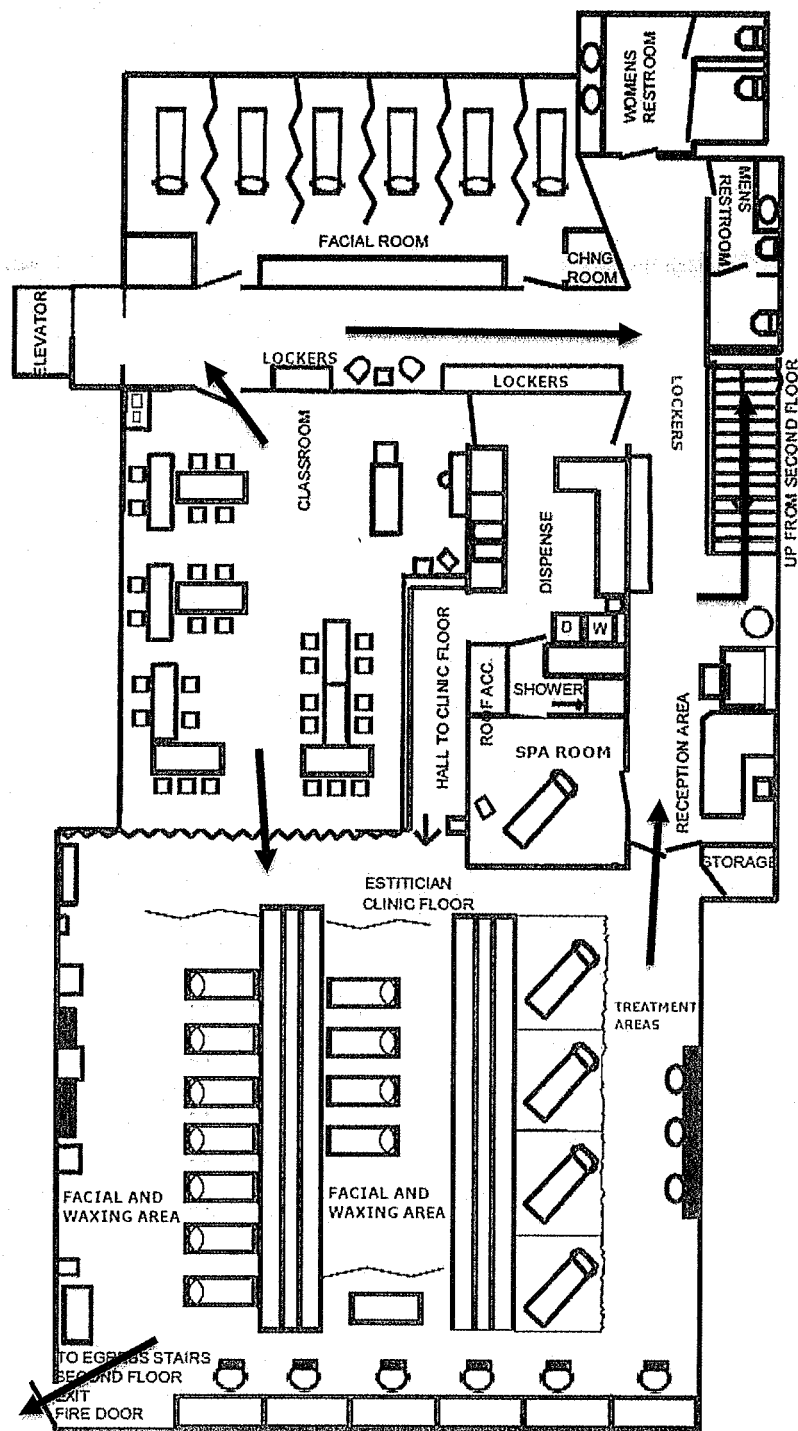 WOMENS
RESTROOM
MENS
RESTROOM
FACIAL ROOM
CHNG
ROOM
ELEVATOR
LOCKERS
LOCKERS
LOCKERS
CLASSROOM
UP FROM SECOND FLOOR
DISPENSE
D W
HALL TO CLINIC FLOOR
ROOF ACC.
SHOWER
SPA ROOM
RECEPTION AREA
STORAGE
ESTITICIAN
CLINIC FLOOR
TREATMENT
AREAS
FACIAL AND
WAXING AREA
FACIAL AND
WAXING AREA
TO EGRESS STAIRS
SECOND FLOOR
EXIT
FIRE DOOR